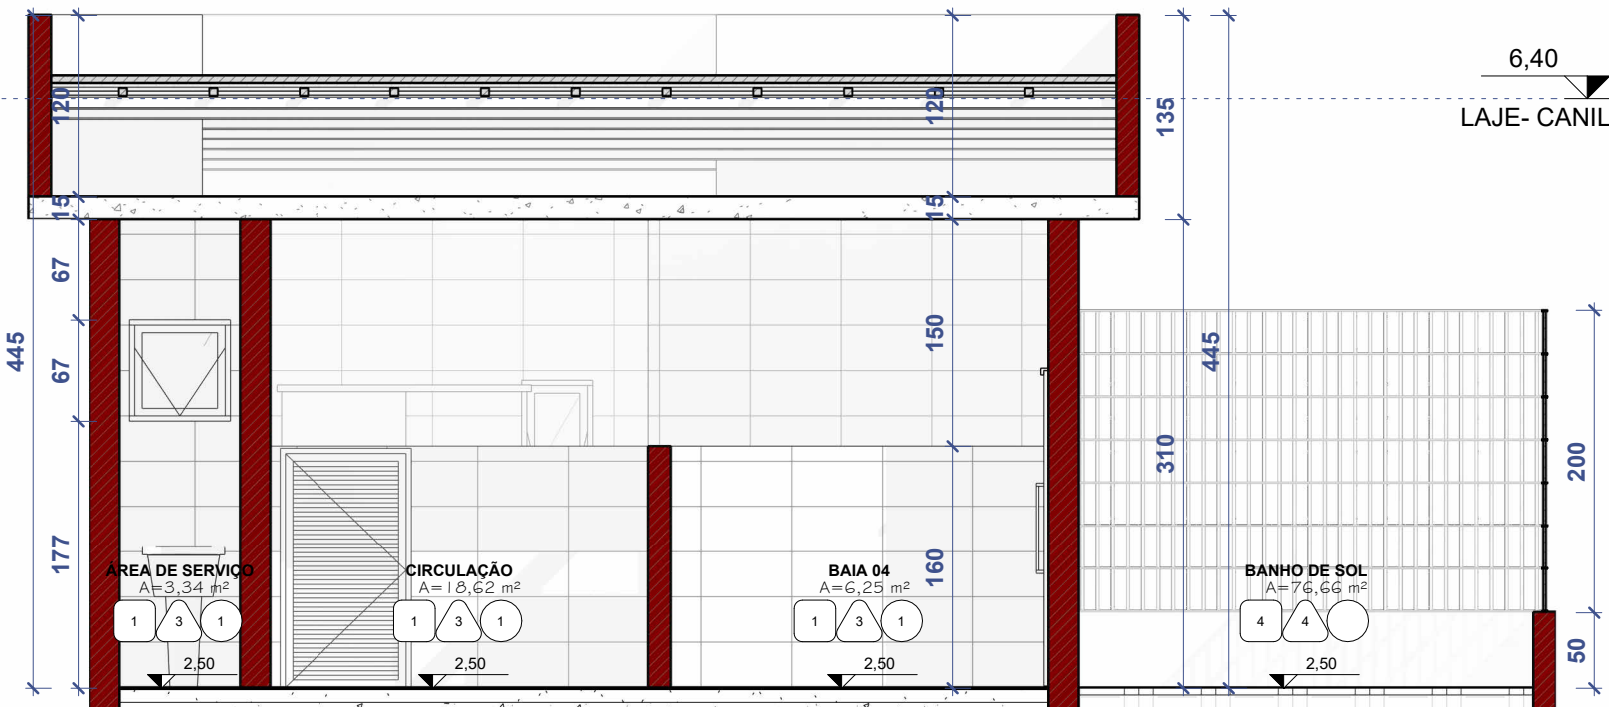 6,40
LAJE- CANIL
120
120
135
15
15
67
67
177
445
150
160
445
310
200
50
ÁREA DE SERVIÇO
A=3,34 m²
1 3 1
2,50
CIRCULAÇÃO
A=18,62 m²
1 3 1
2,50
BAIA 04
A=6,25 m²
1 3 1
2,50
BANHO DE SOL
A=76,66 m²
4 4
2,50